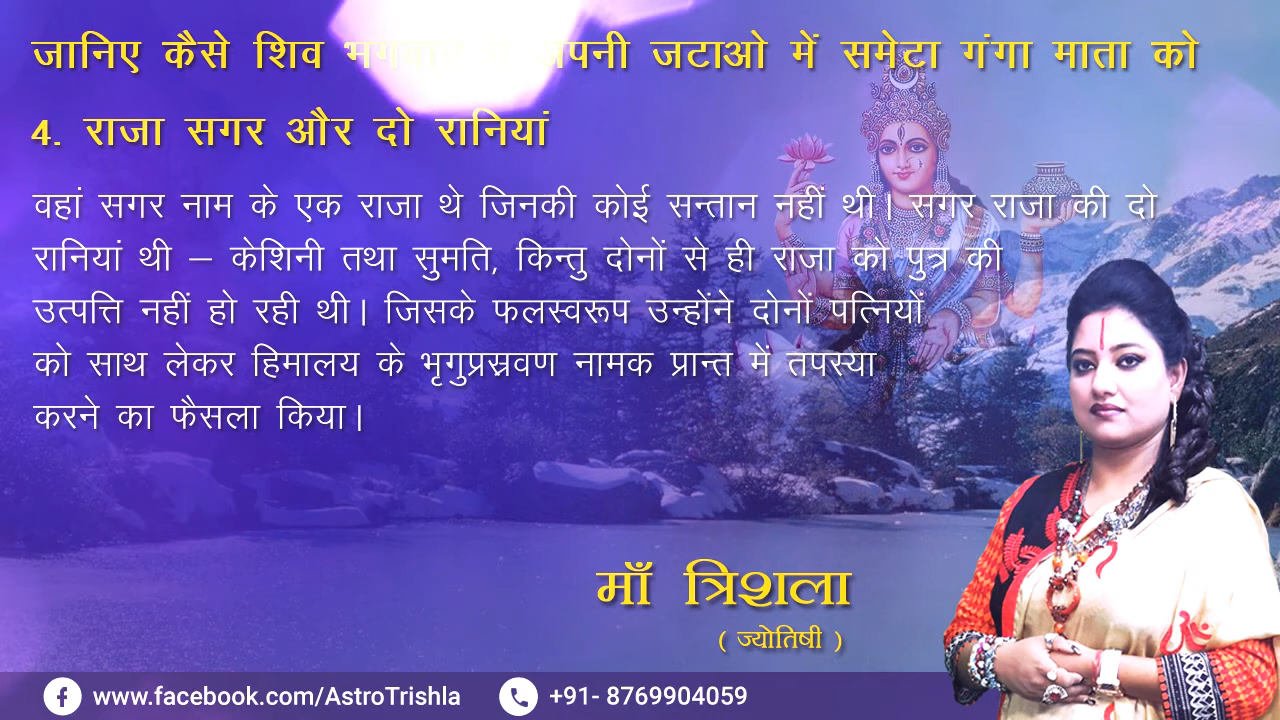 जानिए कैसे शिव भगवान ने अपनी जटाओ में समेटा गंगा माता को
4. राजा सगर और दो रानियां
वहां सगर नाम के एक राजा थे जिनकी कोई सन्तान नहीं थी। सगर राजा की दो
रानियां थी – केशिनी तथा सुमति, किन्तु दोनों से ही राजा को पुत्र की
उत्पत्ति नहीं हो रही थी। जिसके फलस्वरूप उन्होंने दोनों पत्नियों
को साथ लेकर हिमालय के भृगुप्रस्रवण नामक प्रान्त में तपस्या
करने का फैसला किया।
माँ त्रिशला
( ज्योतिषी )
www.facebook.com/AstroTrishla +91- 8769904059